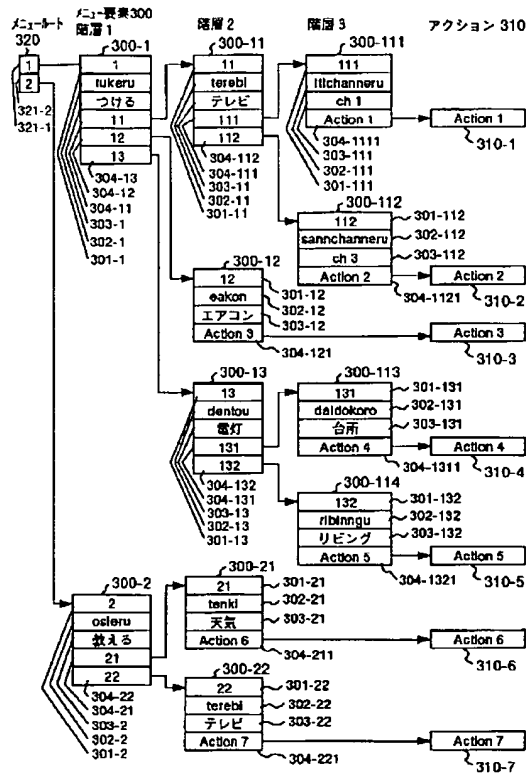 メニュールート
320
1
2
321-2
321-1
メニュー要素300
階層1
300-1
1
tukeru
つける
11
12
13
304-13
304-12
304-11
303-1
302-1
301-1
階層2
300-11
11
terebi
テレビ
111
112
304-112
304-111
303-11
302-11
301-11
階層3
300-111
111
itichanneru
ch 1
Action 1
304-1111
303-111
302-111
301-111
アクション 310
Action 1
310-1
300-112
112
sannchanneru
ch 3
Action 2
301-112
302-112
303-112
304-1121
Action 2
310-2
300-12
12
eakon
エアコン
Action 3
301-12
302-12
303-12
304-121
Action 3
310-3
300-13
13
dentou
電灯
131
132
304-132
304-131
303-13
302-13
301-13
300-113
131
daidokoro
台所
Action 4
301-131
302-131
303-131
304-1311
Action 4
310-4
300-114
132
ribinngu
リビング
Action 5
301-132
302-132
303-132
304-1321
Action 5
310-5
300-2
2
osieru
教える
21
22
304-22
304-21
303-2
302-2
301-2
300-21
21
tenki
天気
Action 6
301-21
302-21
303-21
304-211
Action 6
310-6
300-22
22
terebi
テレビ
Action 7
301-22
302-22
303-22
304-221
Action 7
310-7